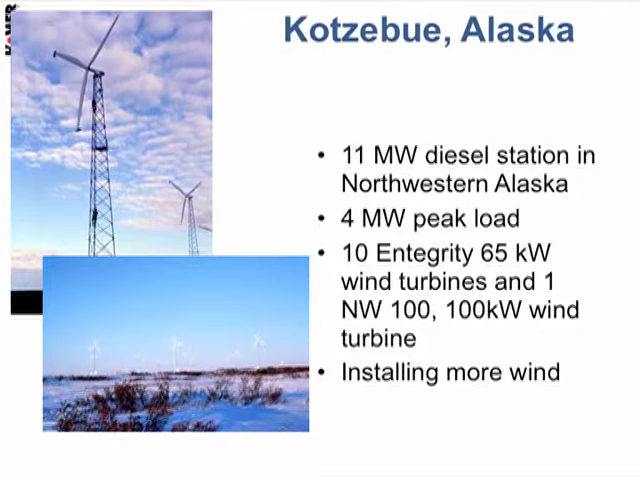 Kotzebue, Alaska
• 11 MW diesel station in
Northwestern Alaska
• 4 MW peak load
• 10 Entegrity 65 kW
wind turbines and 1
NW 100, 100kW wind
turbine
• Installing more wind